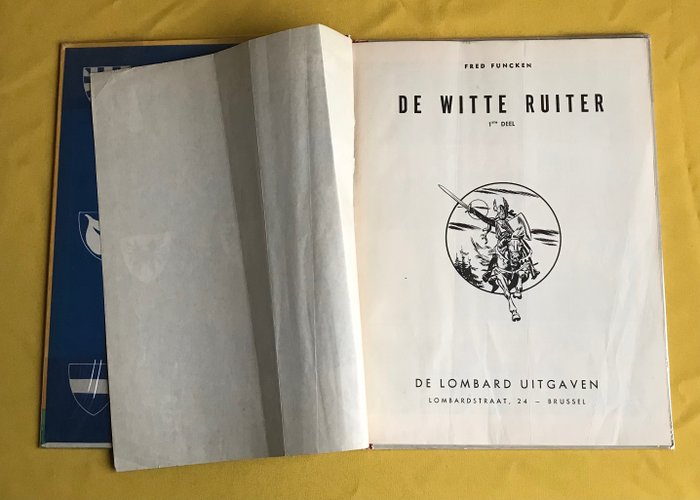 FRED FUNCKEN
DE WITTE RUITER
1STE DEEL
DE LOMBARD UITGAVEN
LOMBARDSTRAAT, 24 – BRUSSEL